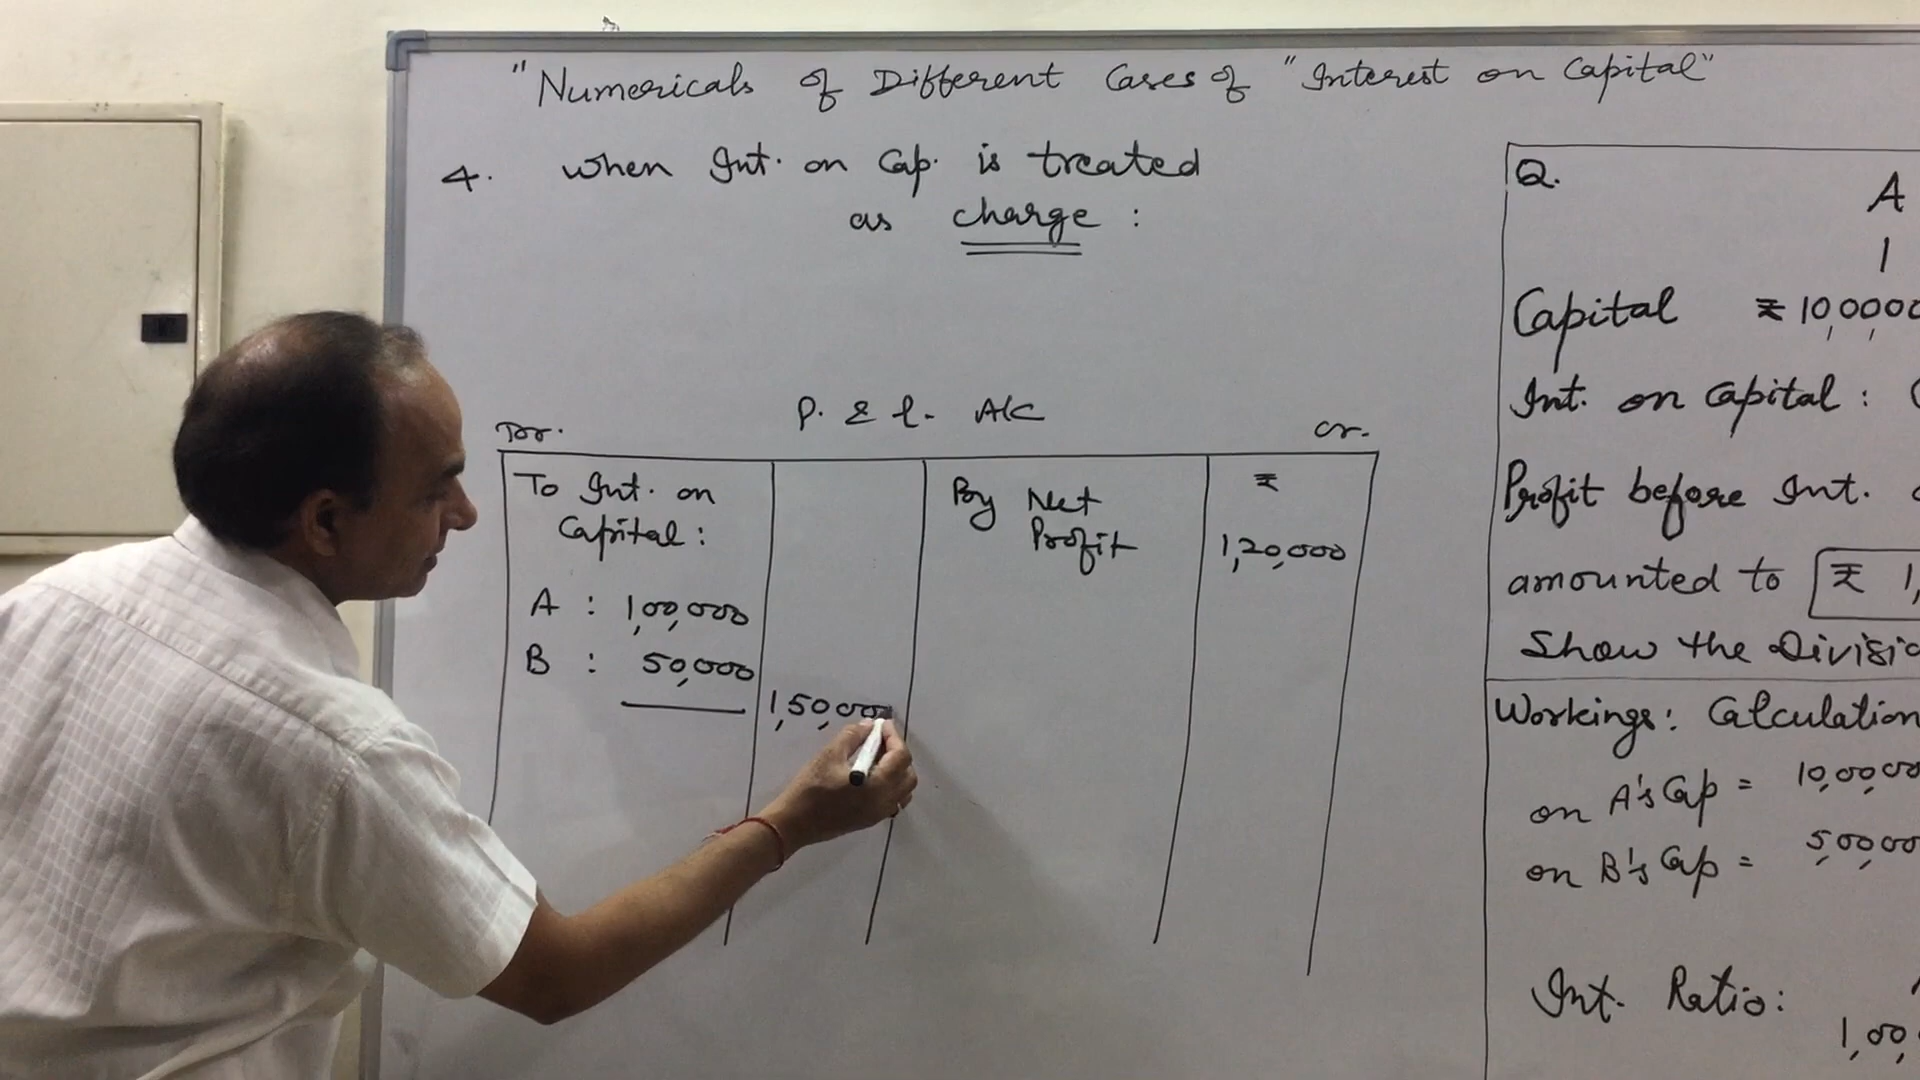 "Numericals of Different Cases of "Interest on Capital"
4. when Int. on Cap. is treated
as charge :
P. & L. A/C
Dr.
Cr.
To Int. on
Capital :
A : 1,00,000
B : 50,000
1,50,000
By Net
Profit
₹
1,20,000
Q.
A
1
Capital ₹ 10,0000
Int. on Capital : (
Profit before Int.
amounted to ₹ 1,
Show the Divisio
Workings: Calculation
on A's Cap = 10,00,00
on B's Cap = 5,00,00
Int. Ratio:
1,00,